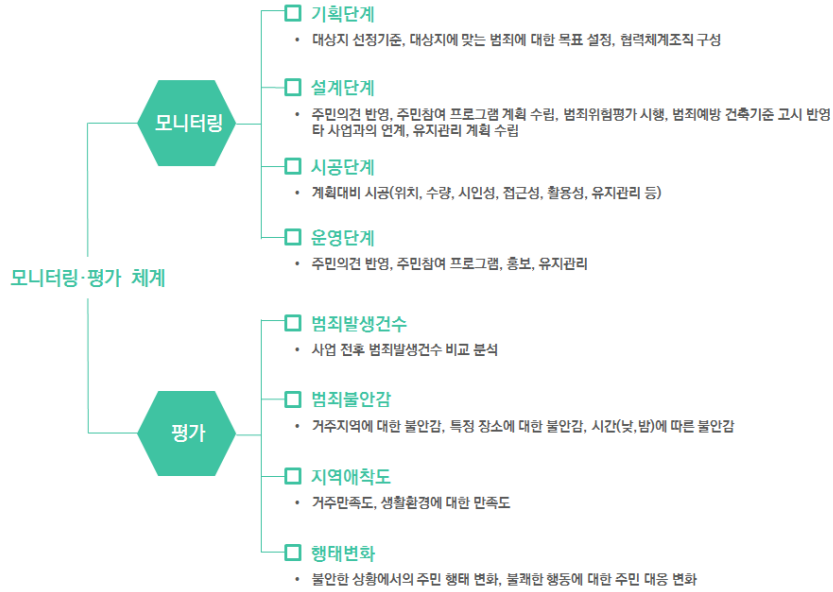 기획단계
• 대상지 선정기준, 대상지에 맞는 범죄에 대한 목표 설정, 협력체계조직 구성
설계단계
• 주민의견 반영, 주민참여 프로그램 계획 수립, 범죄위험평가 시행, 범죄예방 건축기준 고시 반영
타 사업과의 연계, 유지관리 계획 수립
모니터링
시공단계
• 계획대비 시공(위치, 수량, 시인성, 접근성, 활용성, 유지관리 등)
운영단계
• 주민의견 반영, 주민참여 프로그램, 홍보, 유지관리
모니터링·평가 체계
범죄발생건수
• 사업 전후 범죄발생건수 비교 분석
범죄불안감
• 거주지역에 대한 불안감, 특정 장소에 대한 불안감, 시간(낮,밤)에 따른 불안감
평가
지역애착도
• 거주만족도, 생활환경에 대한 만족도
행태변화
• 불안한 상황에서의 주민 행태 변화, 불쾌한 행동에 대한 주민 대응 변화